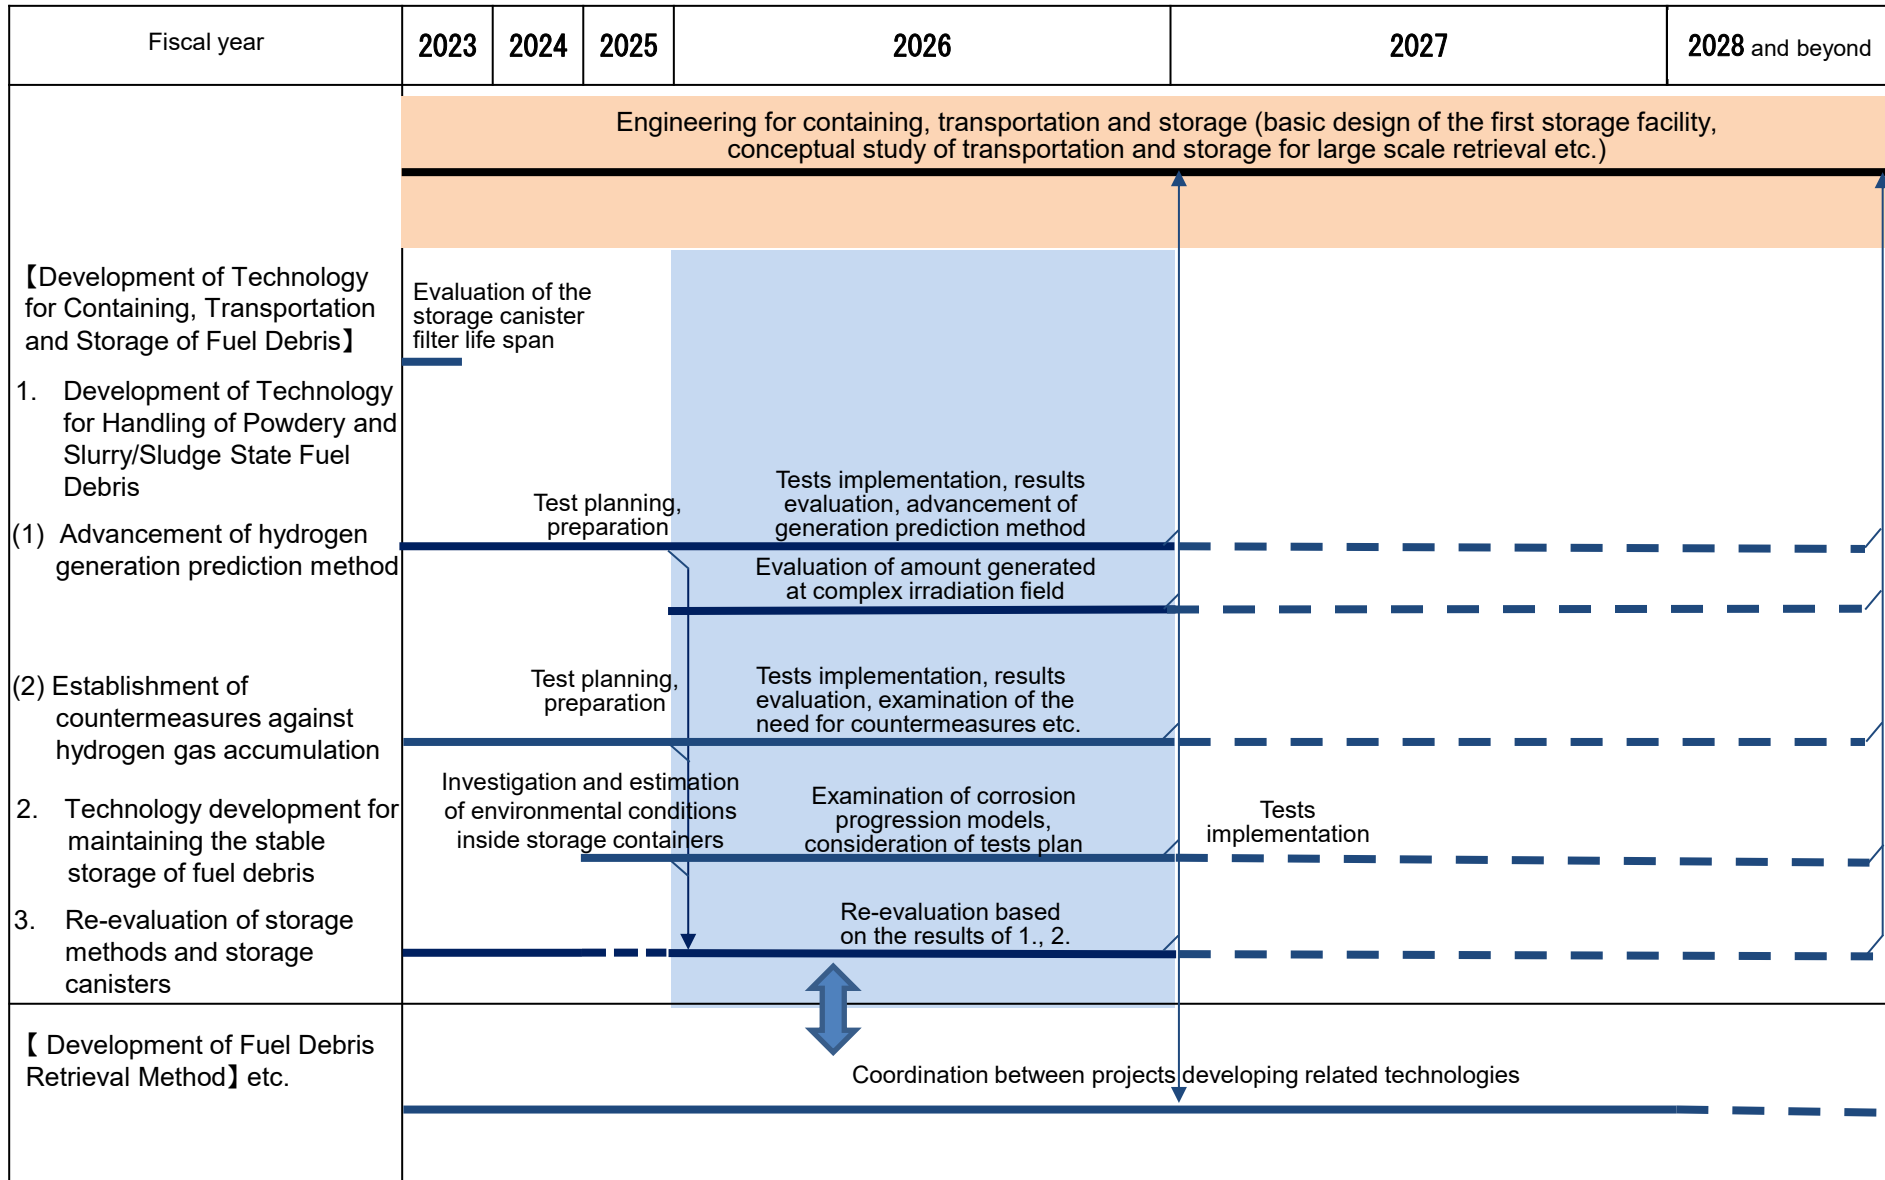 Fiscal year
2023
2024
2025
2026
2027
2028 and beyond
Engineering for containing, transportation and storage (basic design of the first storage facility,
conceptual study of transportation and storage for large scale retrieval etc.)
【Development of Technology
for Containing, Transportation
and Storage of Fuel Debris】
Evaluation of the
storage canister
filter life span
1. Development of Technology
for Handling of Powdery and
Slurry/Sludge State Fuel
Debris
(1) Advancement of hydrogen
generation prediction method
Test planning,
preparation
Tests implementation, results
evaluation, advancement of
generation prediction method
Evaluation of amount generated
at complex irradiation field
(2) Establishment of
countermeasures against
hydrogen gas accumulation
Test planning,
preparation
Tests implementation, results
evaluation, examination of the
need for countermeasures etc.
2. Technology development for
maintaining the stable
storage of fuel debris
Investigation and estimation
of environmental conditions
inside storage containers
Examination of corrosion
progression models,
consideration of tests plan
Tests
implementation
3. Re-evaluation of storage
methods and storage
canisters
Re-evaluation based
on the results of 1., 2.
【 Development of Fuel Debris
Retrieval Method】 etc.
Coordination between projects developing related technologies